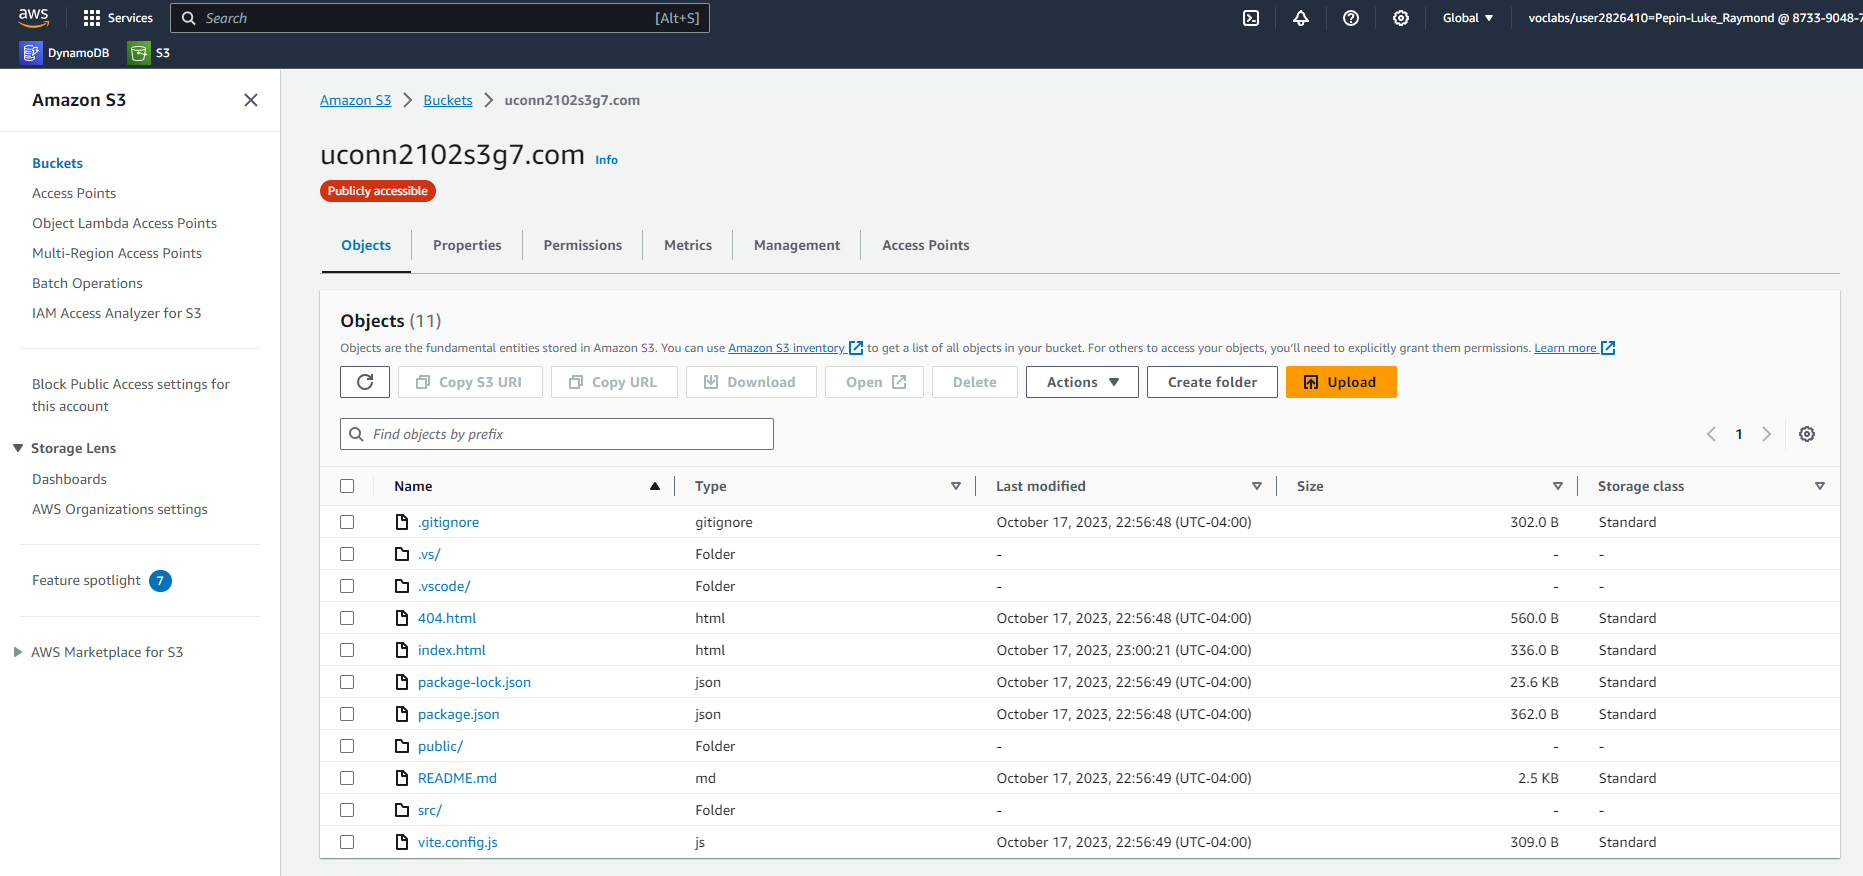 aws Services Search [Alt+S] Global voclabs/user2826410=Pepin-Luke_Raymond @ 8733-9048-7
DynamoDB S3
Amazon S3
Buckets
Access Points
Object Lambda Access Points
Multi-Region Access Points
Batch Operations
IAM Access Analyzer for S3
Block Public Access settings for
this account
Storage Lens
Dashboards
AWS Organizations settings
Feature spotlight 7
AWS Marketplace for S3
Amazon S3 Buckets uconn2102s3g7.com
uconn2102s3g7.com Info
Publicly accessible
Objects Properties Permissions Metrics Management Access Points
Objects (11)
Objects are the fundamental entities stored in Amazon S3. You can use Amazon S3 inventory to get a list of all objects in your bucket. For others to access your objects, you'll need to explicitly grant them permissions. Learn more
Copy S3 URI Copy URL Download Open Delete Actions Create folder Upload
Find objects by prefix 1
Name Type Last modified Size Storage class
.gitignore gitignore October 17, 2023, 22:56:48 (UTC-04:00) 302.0 B Standard
.vs/ Folder - - -
.vscode/ Folder - - -
404.html html October 17, 2023, 22:56:48 (UTC-04:00) 560.0 B Standard
index.html html October 17, 2023, 23:00:21 (UTC-04:00) 336.0 B Standard
package-lock.json json October 17, 2023, 22:56:49 (UTC-04:00) 23.6 KB Standard
package.json json October 17, 2023, 22:56:48 (UTC-04:00) 362.0 B Standard
public/ Folder - - -
README.md md October 17, 2023, 22:56:49 (UTC-04:00) 2.5 KB Standard
src/ Folder - - -
vite.config.js js October 17, 2023, 22:56:49 (UTC-04:00) 309.0 B Standard